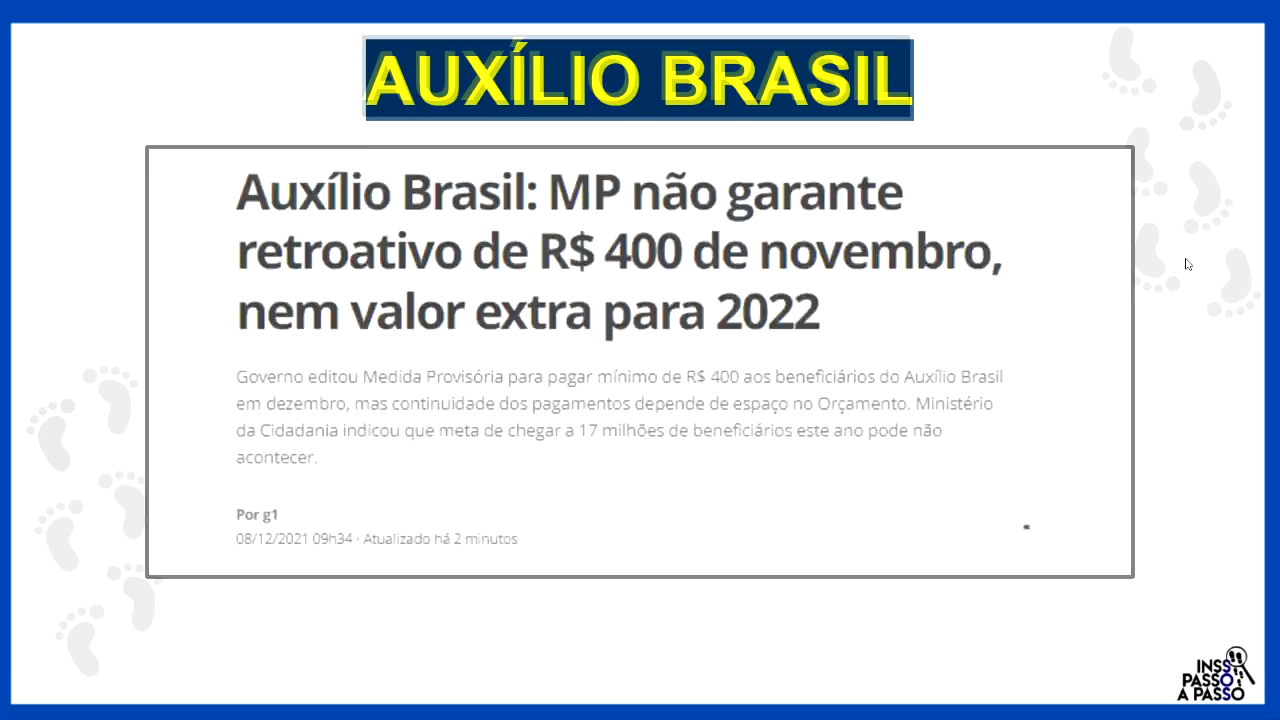 AUXÍLIO BRASIL
Auxílio Brasil: MP não garante
retroativo de R$ 400 de novembro,
nem valor extra para 2022
Governo editou Medida Provisória para pagar mínimo de R$ 400 aos beneficiários do Auxílio Brasil
em dezembro, mas continuidade dos pagamentos depende de espaço no Orçamento. Ministério
da Cidadania indicou que meta de chegar a 17 milhões de beneficiários este ano pode não
acontecer.
Por g1
08/12/2021 09h34 · Atualizado há 2 minutos
INSS
PASSO
A PASSO